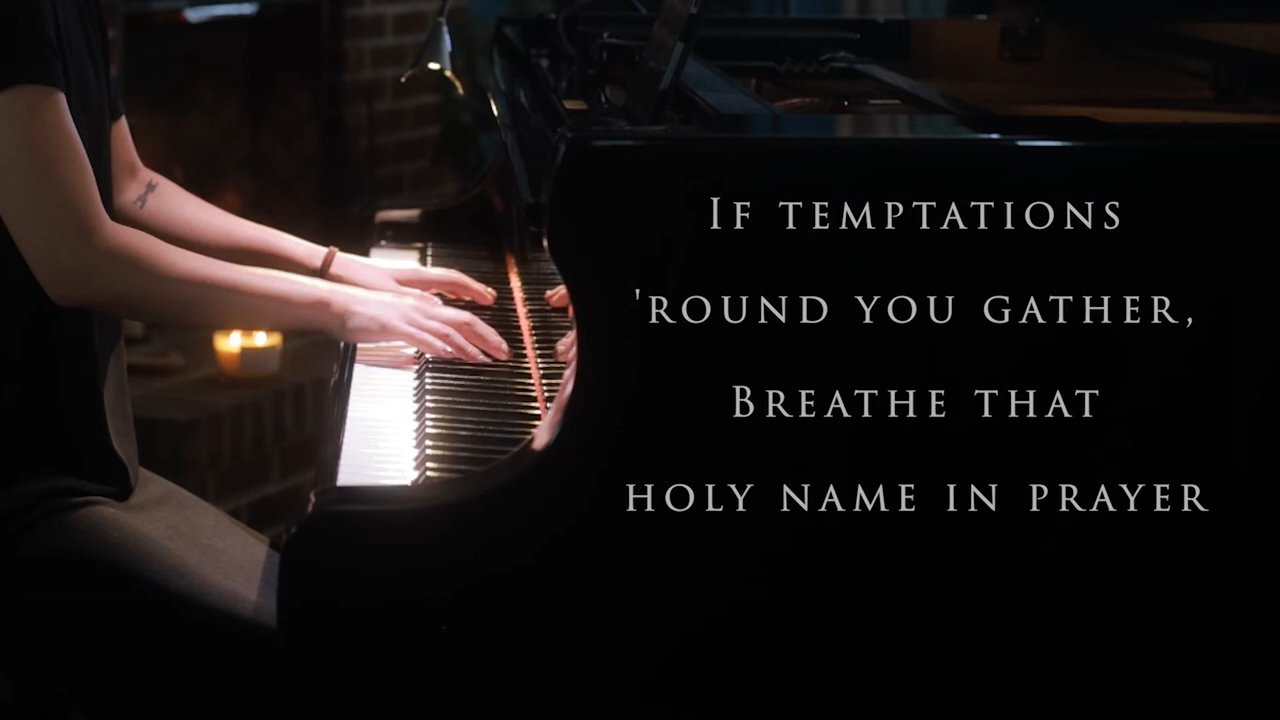 If temptations
'round you gather,
Breathe that
holy name in prayer